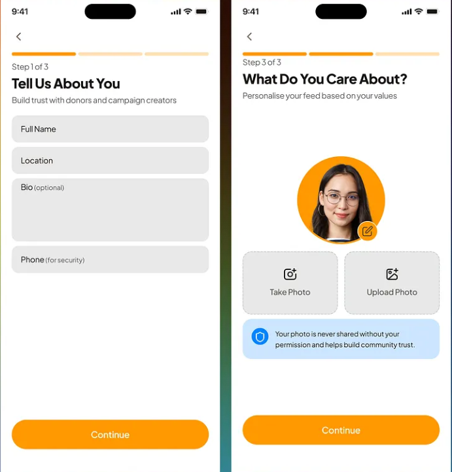 9:41
Step 1 of 3
Tell Us About You
Build trust with donors and campaign creators
Full Name
Location
Bio (optional)
Phone (for security)
Continue
9:41
Step 3 of 3
What Do You Care About?
Personalise your feed based on your values
Take Photo
Upload Photo
Your photo is never shared without your
permission and helps build community trust.
Continue